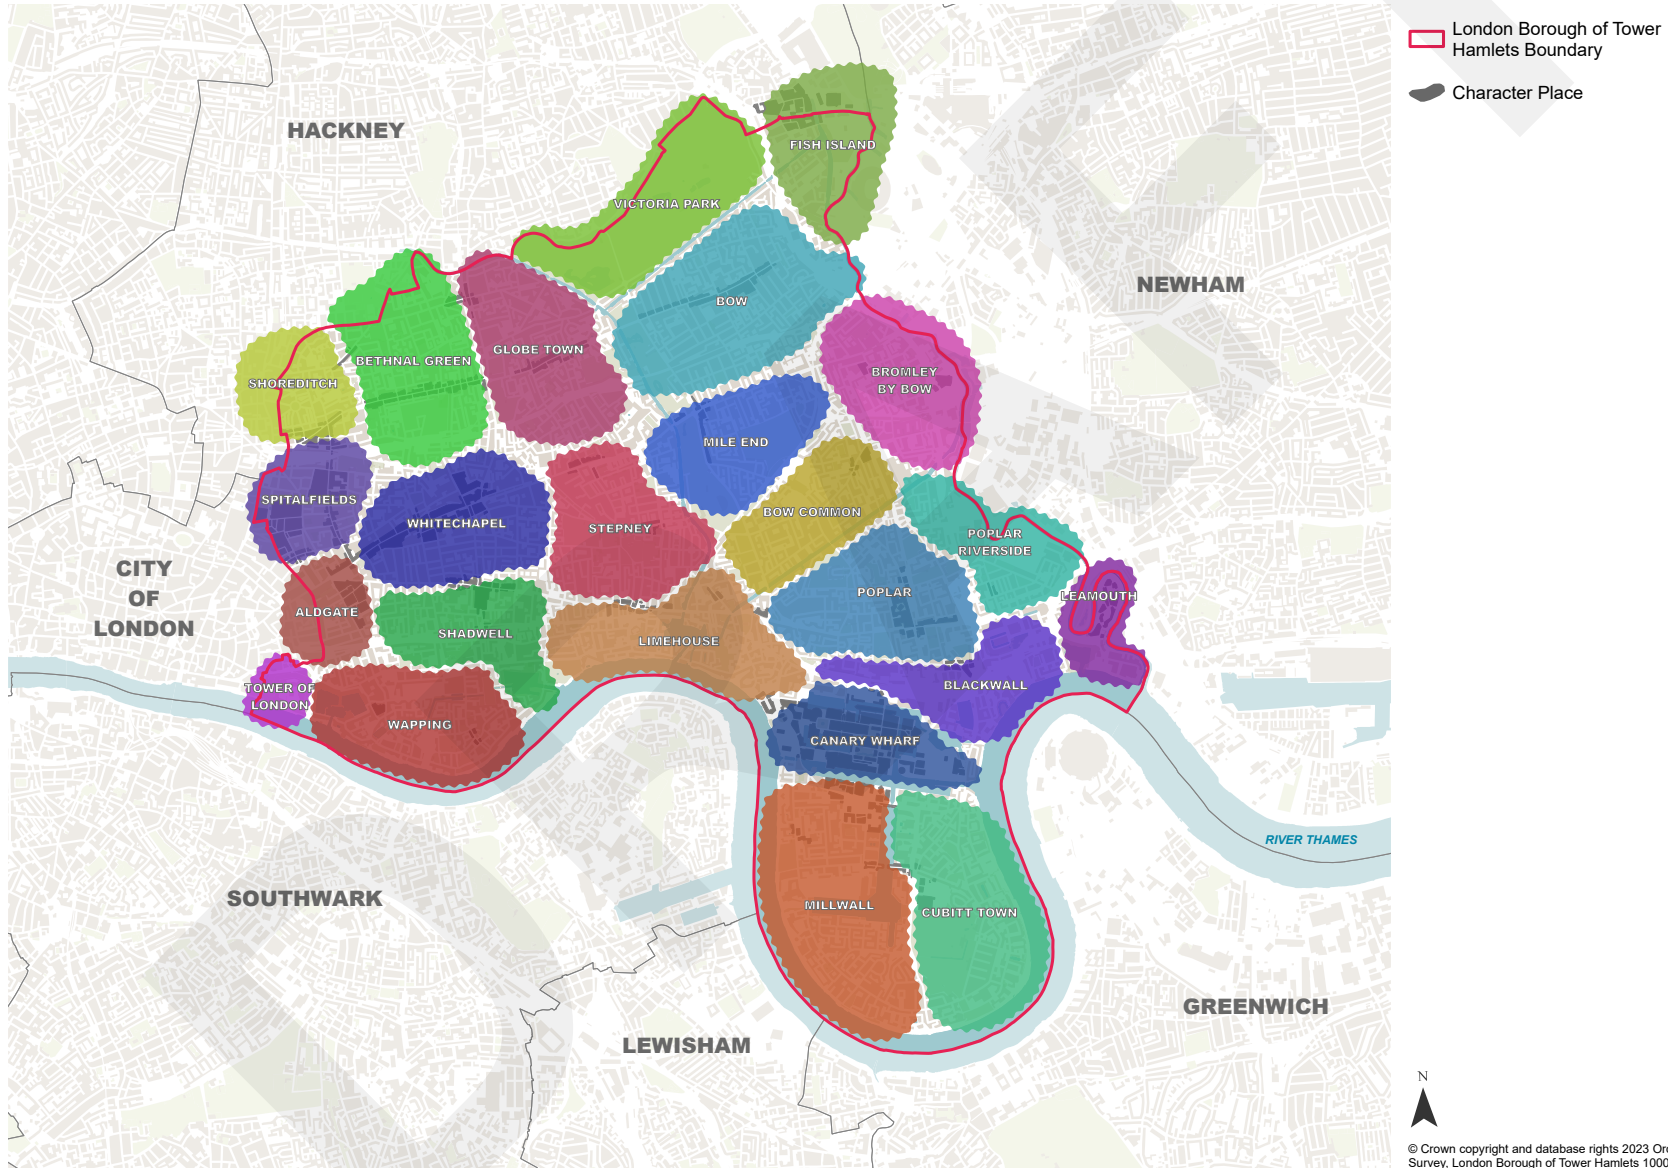 London Borough of Tower
Hamlets Boundary
Character Place
HACKNEY
FISH ISLAND
VICTORIA PARK
NEWHAM
BOW
GLOBE TOWN
BETHNAL GREEN
SHOREDITCH
BROMLEY
BY BOW
MILE END
SPITALFIELDS
WHITECHAPEL
STEPNEY
BOW COMMON
POPLAR
RIVERSIDE
CITY
OF
LONDON
POPLAR
LEAMOUTH
ALDGATE
SHADWELL
LIMEHOUSE
TOWER OF
LONDON
BLACKWALL
WAPPING
CANARY WHARF
RIVER THAMES
SOUTHWARK
MILLWALL
CUBITT TOWN
GREENWICH
LEWISHAM
N
© Crown copyright and database rights 2023 Or
Survey, London Borough of Tower Hamlets 1000